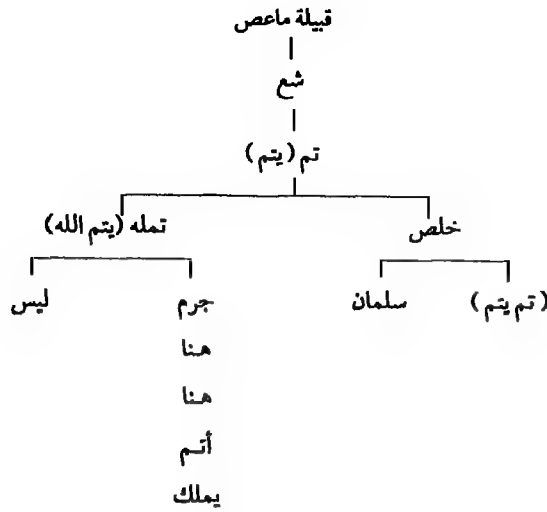 قبيلة ماعص
شع
تم (يتم)
خلص
تمله (يتم الله)
(تم يتم)
سلمان
جرم
ليس
هنا
هنا
أتم
يملك